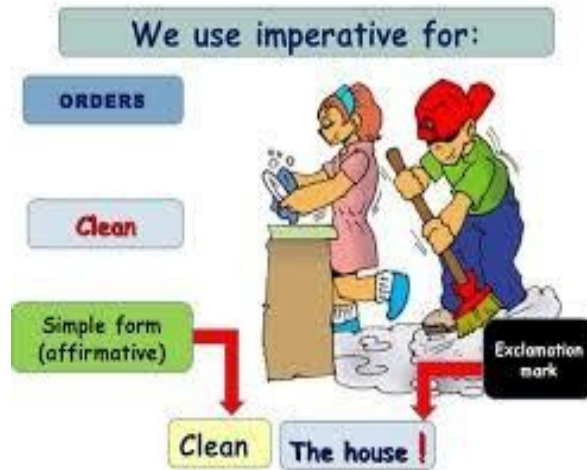 We use imperative for:
ORDERS
Clean
Simple form
(affirmative)
Exclamation
mark
Clean
The house !